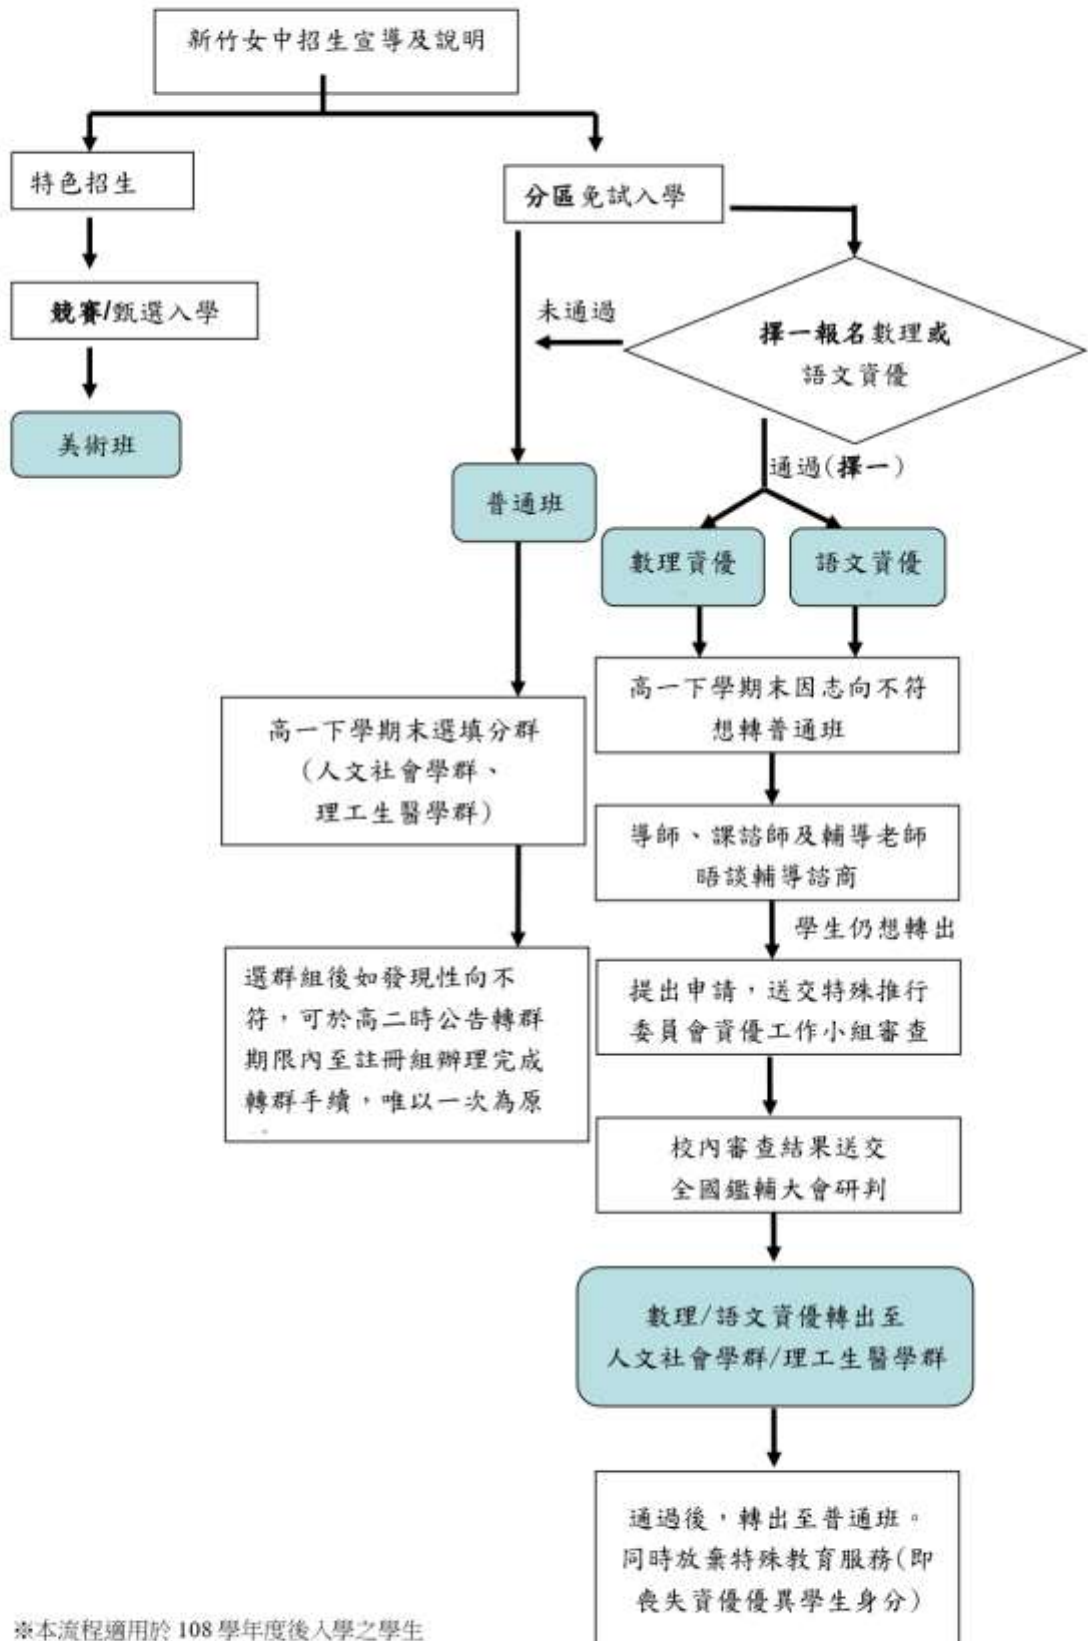 新竹女中招生宣導及說明
特色招生
分區免試入學
競賽/甄選入學
未通過
擇一報名數理或
語文資優
美術班
通過(擇一)
普通班
數理資優
語文資優
高一下學期末因志向不符
想轉普通班
高一下學期末選填分群
(人文社會學群、
理工生醫學群)
導師、課諮師及輔導老師
晤談輔導諮商
學生仍想轉出
選群組後如發現性向不
符，可於高二時公告轉群
期限內至註冊組辦理完成
轉群手續，唯以一次為原
提出申請，送交特殊推行
委員會資優工作小組審查
校內審查結果送交
全國鑑輔大會研判
數理/語文資優轉出至
人文社會學群/理工生醫學群
通過後，轉出至普通班。
同時放棄特殊教育服務(即
喪失資優優異學生身分)
※本流程適用於 108 學年度後入學之學生